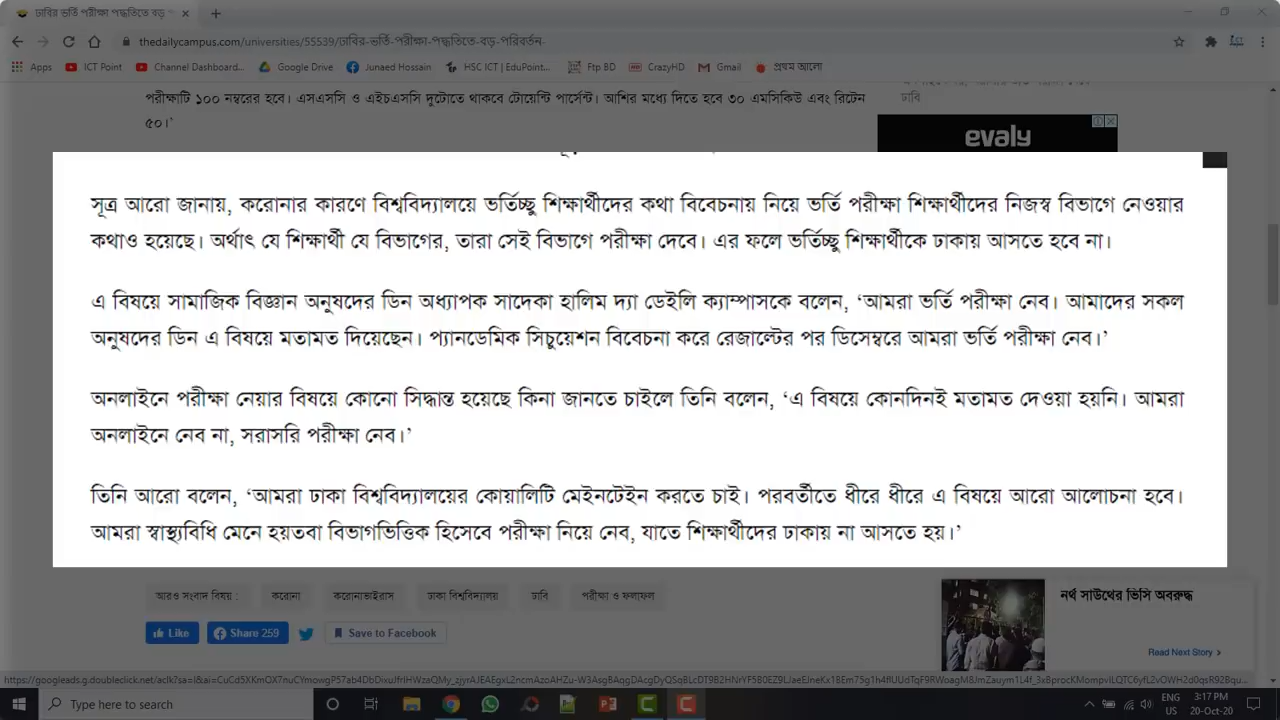 ঢাবির ভর্তি পরীক্ষা পদ্ধতিতে বড়
thedailycampus.com/universities/55539/ঢাবির-ভর্তি-পরীক্ষা-পদ্ধতিতে-বড়-পরিবর্তন-
Apps ICT Point Channel Dashboard... Google Drive Junaed Hossain HSC ICT | EduPoint... Ftp BD CrazyHD Gmail প্রথম আলো
পরীক্ষাটি ১০০ নম্বরের হবে। এসএসসি ও এইচএসসি দুটোতে থাকবে টোয়েন্টি পার্সেন্ট। আশির মধ্যে দিতে হবে ৩০ এমসিকিউ এবং রিটেন
৫০।’
ঢাবি
evaly
সূত্র আরো জানায়, করোনার কারণে বিশ্ববিদ্যালয়ে ভর্তিচ্ছু শিক্ষার্থীদের কথা বিবেচনায় নিয়ে ভর্তি পরীক্ষা শিক্ষার্থীদের নিজস্ব বিভাগে নেওয়ার
কথাও হয়েছে। অর্থাৎ যে শিক্ষার্থী যে বিভাগের, তারা সেই বিভাগে পরীক্ষা দেবে। এর ফলে ভর্তিচ্ছু শিক্ষার্থীকে ঢাকায় আসতে হবে না।
এ বিষয়ে সামাজিক বিজ্ঞান অনুষদের ডিন অধ্যাপক সাদেকা হালিম দ্যা ডেইলি ক্যাম্পাসকে বলেন, ‘আমরা ভর্তি পরীক্ষা নেব। আমাদের সকল
অনুষদের ডিন এ বিষয়ে মতামত দিয়েছেন। প্যানডেমিক সিচুয়েশন বিবেচনা করে রেজাল্টের পর ডিসেম্বরে আমরা ভর্তি পরীক্ষা নেব।’
অনলাইনে পরীক্ষা নেয়ার বিষয়ে কোনো সিদ্ধান্ত হয়েছে কিনা জানতে চাইলে তিনি বলেন, ‘এ বিষয়ে কোনদিনই মতামত দেওয়া হয়নি। আমরা
অনলাইনে নেব না, সরাসরি পরীক্ষা নেব।’
তিনি আরো বলেন, ‘আমরা ঢাকা বিশ্ববিদ্যালয়ের কোয়ালিটি মেইনটেইন করতে চাই। পরবর্তীতে ধীরে ধীরে এ বিষয়ে আরো আলোচনা হবে।
আমরা স্বাস্থ্যবিধি মেনে হয়তবা বিভাগভিত্তিক হিসেবে পরীক্ষা নিয়ে নেব, যাতে শিক্ষার্থীদের ঢাকায় না আসতে হয়।’
আরও সংবাদ বিষয় : করোনা করোনাভাইরাস ঢাকা বিশ্ববিদ্যালয় ঢাবি পরীক্ষা ও ফলাফল
নর্থ সাউথের ভিসি অবরুদ্ধ
Like Share 259 Save to Facebook
Read Next Story
Type here to search
ENG 3:17 PM
US 20-Oct-20